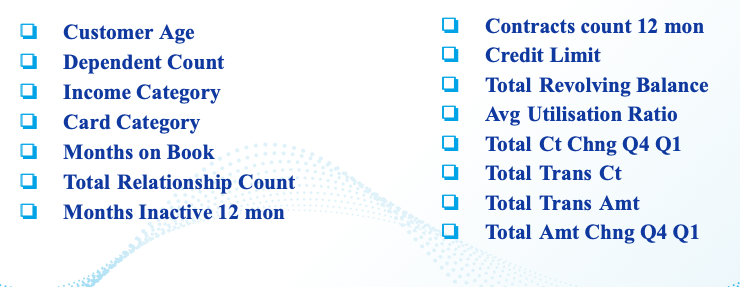 Customer Age
Dependent Count
Income Category
Card Category
Months on Book
Total Relationship Count
Months Inactive 12 mon
Contracts count 12 mon
Credit Limit
Total Revolving Balance
Avg Utilisation Ratio
Total Ct Chng Q4 Q1
Total Trans Ct
Total Trans Amt
Total Amt Chng Q4 Q1